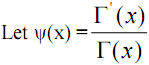 Let ψ(x) = Γ'(x) / Γ(x)